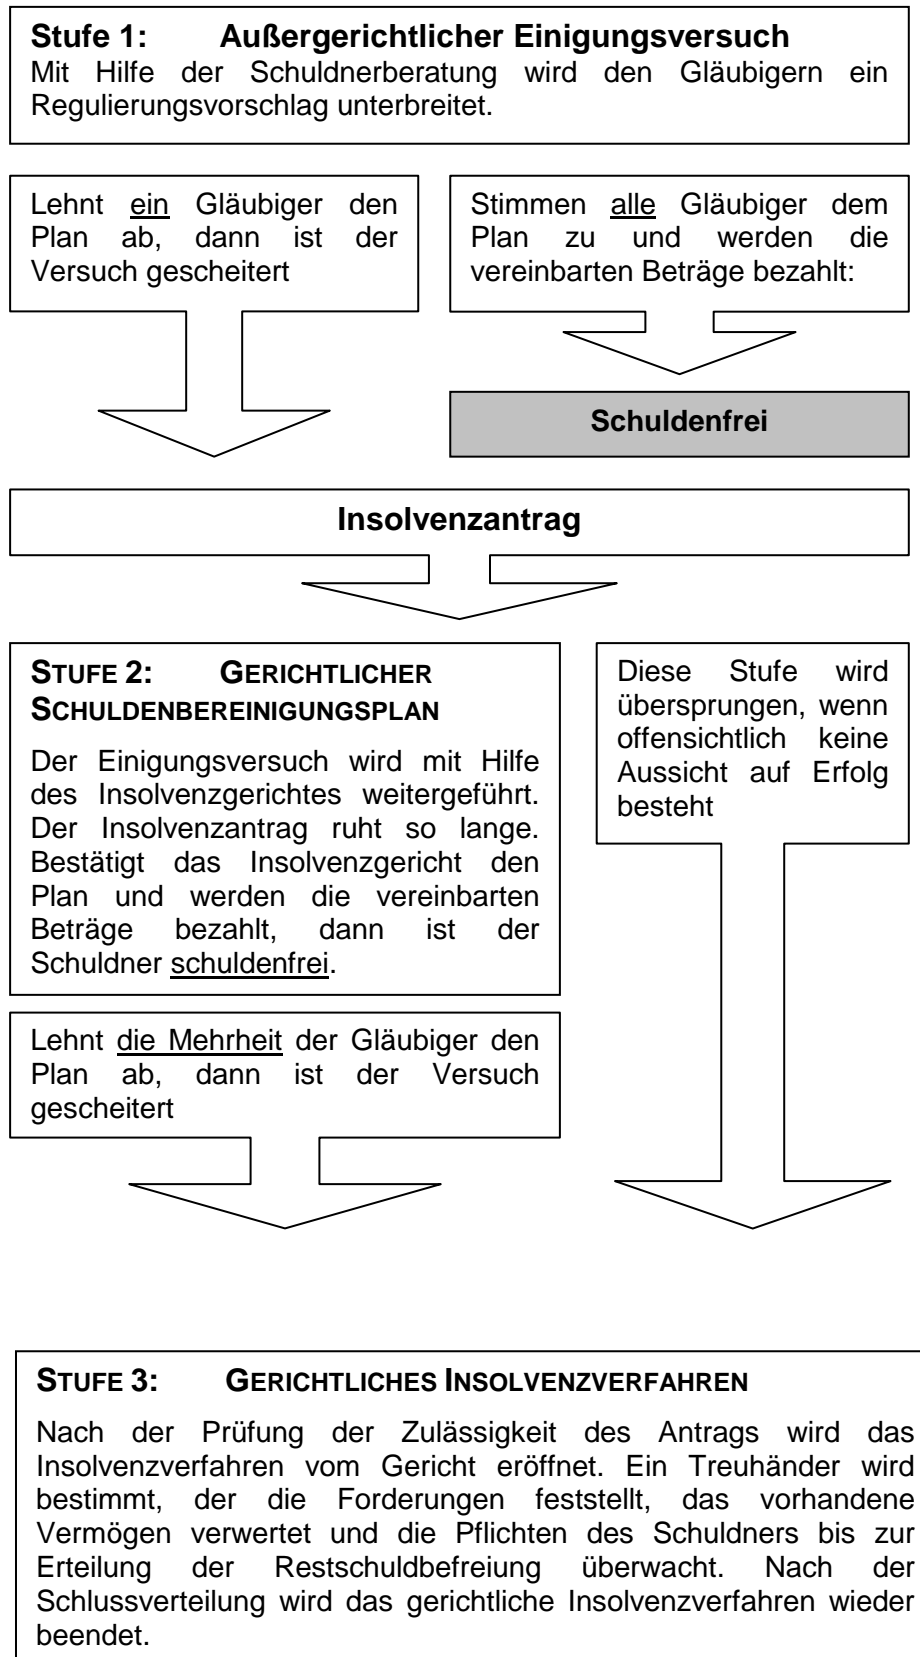 Stufe 1: Außergerichtlicher Einigungsversuch
Mit Hilfe der Schuldnerberatung wird den Gläubigern ein
Regulierungsvorschlag unterbreitet.
Lehnt ein Gläubiger den
Plan ab, dann ist der
Versuch gescheitert
Stimmen alle Gläubiger dem
Plan zu und werden die
vereinbarten Beträge bezahlt:
Schuldenfrei
Insolvenzantrag
STUFE 2: GERICHTLICHER
SCHULDENBEREINIGUNGSPLAN
Der Einigungsversuch wird mit Hilfe
des Insolvenzgerichtes weitergeführt.
Der Insolvenzantrag ruht so lange.
Bestätigt das Insolvenzgericht den
Plan und werden die vereinbarten
Beträge bezahlt, dann ist der
Schuldner schuldenfrei.
Diese Stufe wird
übersprungen, wenn
offensichtlich keine
Aussicht auf Erfolg
besteht
Lehnt die Mehrheit der Gläubiger den
Plan ab, dann ist der Versuch
gescheitert
STUFE 3: GERICHTLICHES INSOLVENZVERFAHREN
Nach der Prüfung der Zulässigkeit des Antrags wird das
Insolvenzverfahren vom Gericht eröffnet. Ein Treuhänder wird
bestimmt, der die Forderungen feststellt, das vorhandene
Vermögen verwertet und die Pflichten des Schuldners bis zur
Erteilung der Restschuldbefreiung überwacht. Nach der
Schlussverteilung wird das gerichtliche Insolvenzverfahren wieder
beendet.